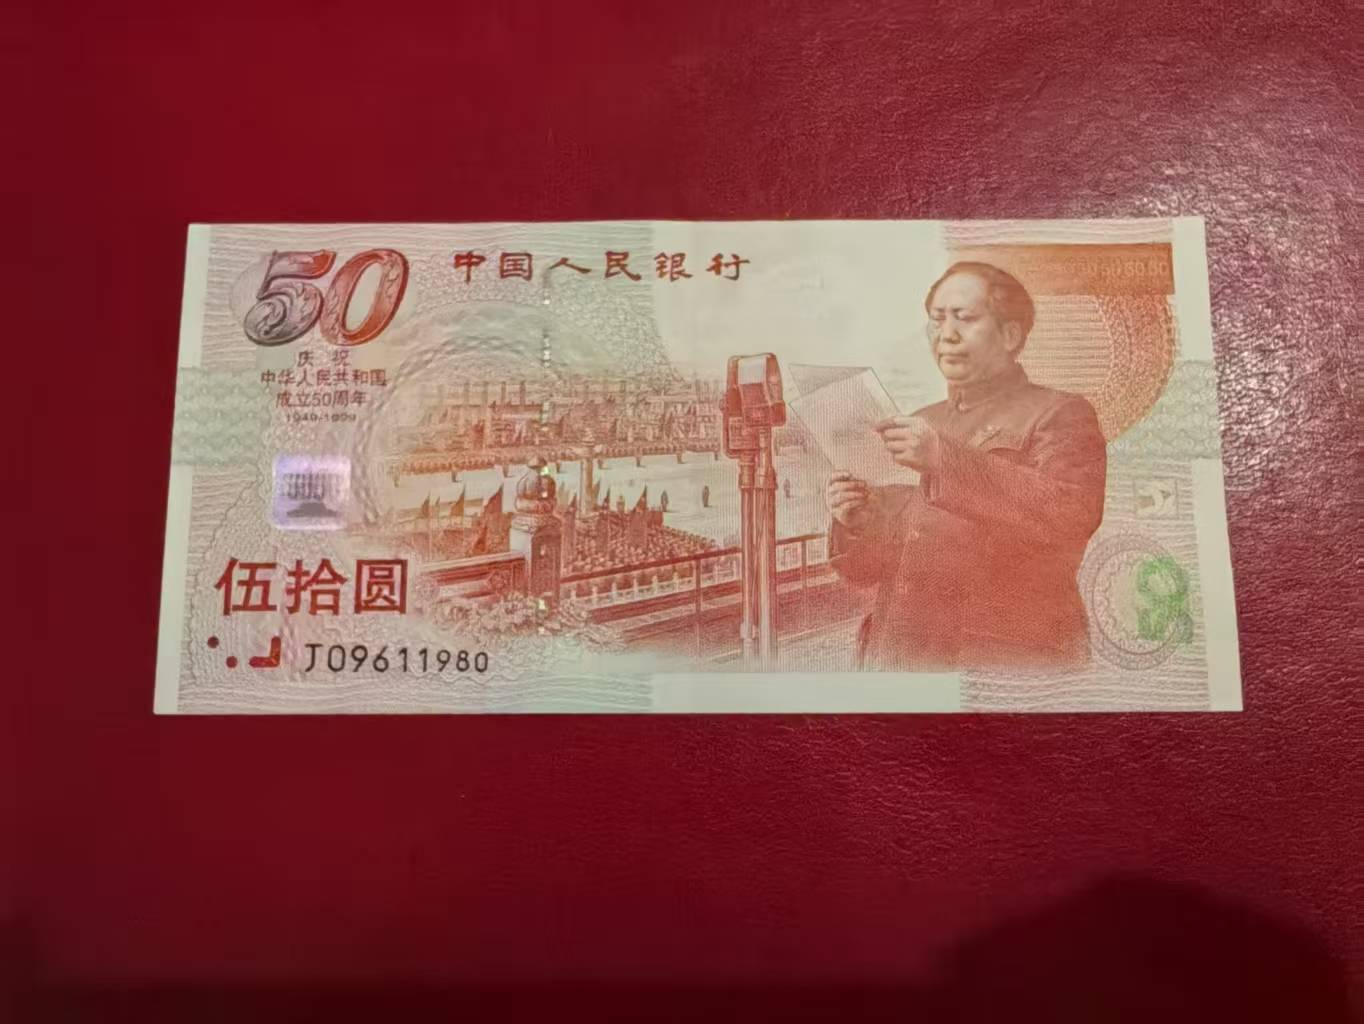 50
中国人民银行
庆祝
中华人民共和国
成立50周年
1949-1999
伍拾圆
J09611980